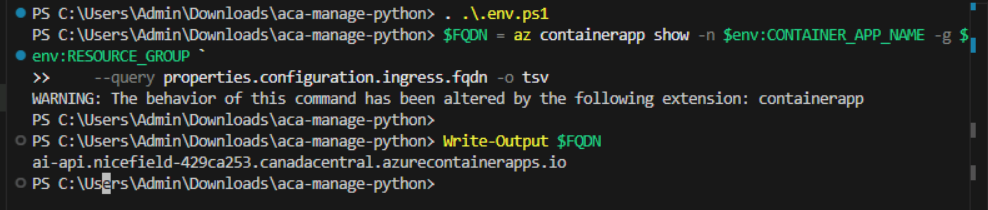 PS C:\Users\Admin\Downloads\aca-manage-python> . .\.env.ps1
PS C:\Users\Admin\Downloads\aca-manage-python> $FQDN = az containerapp show -n $env:CONTAINER_APP_NAME -g $
env:RESOURCE_GROUP `
>>     --query properties.configuration.ingress.fqdn -o tsv
WARNING: The behavior of this command has been altered by the following extension: containerapp
PS C:\Users\Admin\Downloads\aca-manage-python>
PS C:\Users\Admin\Downloads\aca-manage-python> Write-Output $FQDN
ai-api.nicefield-429ca253.canadacentral.azurecontainerapps.io
PS C:\Users\Admin\Downloads\aca-manage-python>